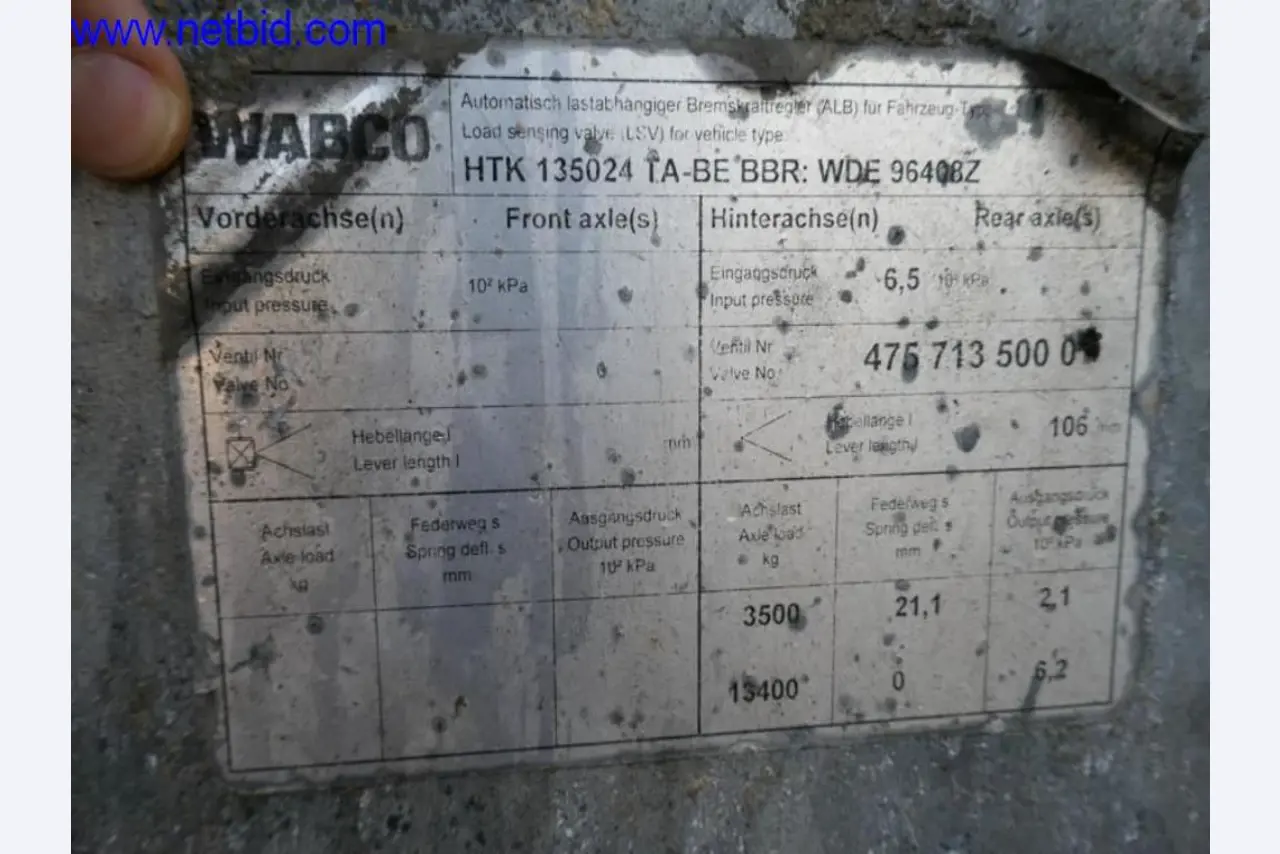 www.netbid.com
WABCO
Automatisch lastabhängiger Bremskraftregler (ALB) für Fahrzeug-Typ
Load sensing valve (LSV) for vehicle type:
HTK 135024 TA-BE BBR: WDE 96408Z
Vorderachse(n) Front axle(s) Hinterachse(n) Rear axle(s)
Eingangsdruck
Input pressure
10² kPa
Eingangsdruck
Input pressure
6,5 10² kPa
Ventil Nr
Valve No
Ventil Nr
Valve No
475 713 500 0
Hebellänge l
Lever length l
mm
Hebellänge l
Lever length l
106 mm
Achslast
Axle load
kg
Federweg s
Spring defl. s
mm
Ausgangsdruck
Output pressure
10² kPa
Achslast
Axle load
kg
Federweg s
Spring defl. s
mm
Ausgangsdruck
Output pressure
10² kPa
3500 21,1 2,1
13400 0 6,2